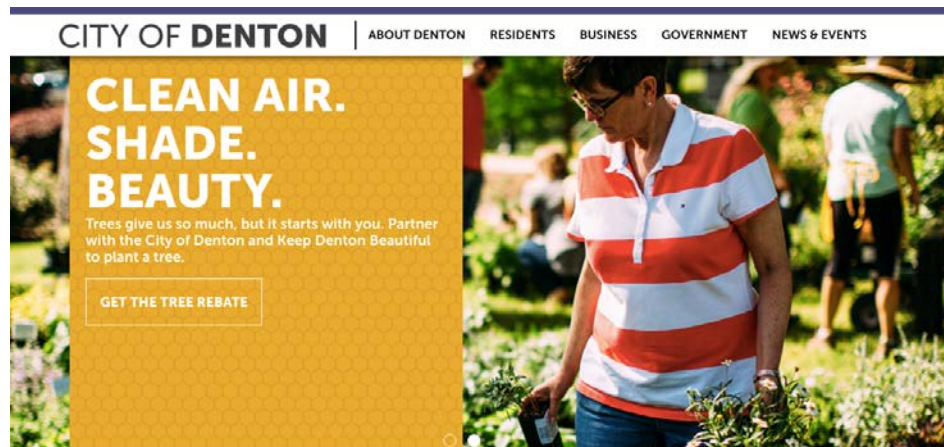 CITY OF DENTON
ABOUT DENTON RESIDENTS BUSINESS GOVERNMENT NEWS & EVENTS
CLEAN AIR.
SHADE.
BEAUTY.
Trees give us so much, but it starts with you. Partner
with the City of Denton and Keep Denton Beautiful
to plant a tree.
GET THE TREE REBATE